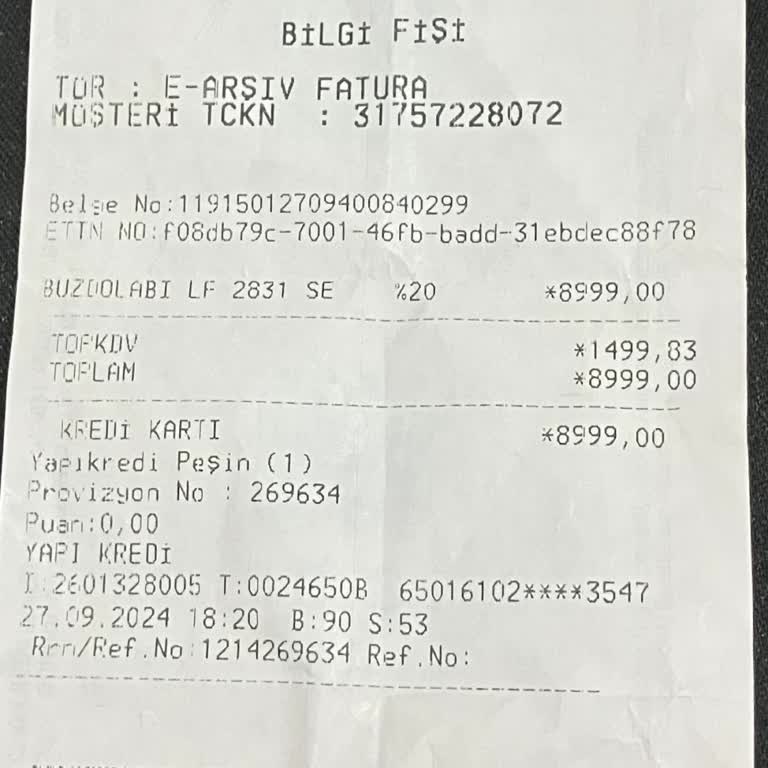 BİLGİ FİŞİ
TÜR : E-ARŞİV FATURA
MÜŞTERİ TCKN : 31757228072
Belge No:11915012709400840299
ETTN NO:f08db79c-7001-46fb-badd-31ebdec88f78
BUZDOLABI LF 2831 SE %20 *8999,00
TOPKDV *1499,83
TOPLAM *8999,00
KREDİ KARTI *8999,00
Yapıkredi Peşin (1)
Provizyon No : 269634
Puan:0,00
YAPI KREDİ
I:2601328005 T:0024650B 65016102****3547
27.09.2024 18:20 B:90 S:53
Rrn/Ref.No:1214269634 Ref.No: